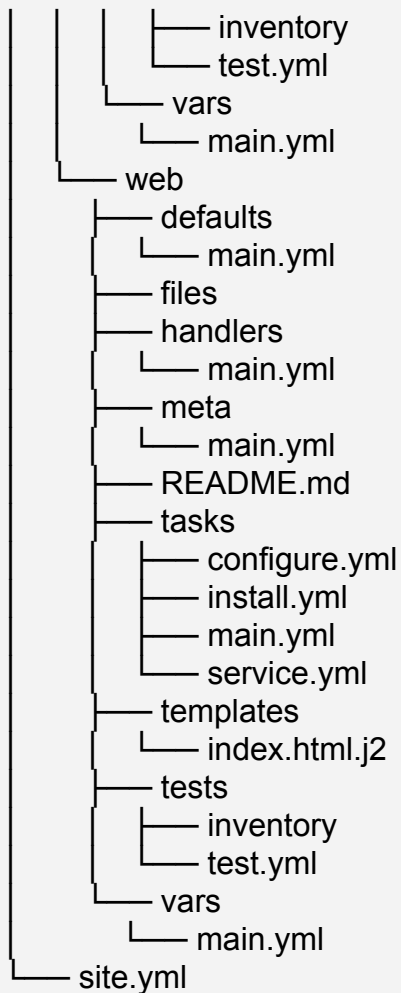 │   │   │   ├── inventory
│   │   │   └── test.yml
│   │   └── vars
│   │       └── main.yml
│   └── web
│       ├── defaults
│       │   └── main.yml
│       ├── files
│       ├── handlers
│       │   └── main.yml
│       ├── meta
│       │   └── main.yml
│       ├── README.md
│       ├── tasks
│       │   ├── configure.yml
│       │   ├── install.yml
│       │   ├── main.yml
│       │   └── service.yml
│       ├── templates
│       │   └── index.html.j2
│       ├── tests
│       │   ├── inventory
│       │   └── test.yml
│       └── vars
│           └── main.yml
└── site.yml